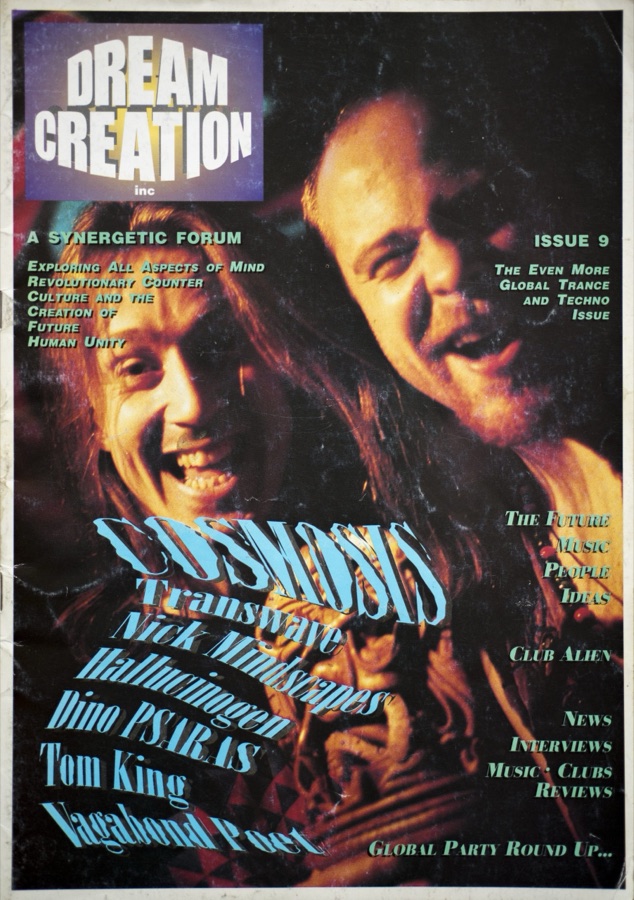 DREAM
CREATION
inc
A SYNERGETIC FORUM
EXPLORING ALL ASPECTS OF MIND
REVOLUTIONARY COUNTER
CULTURE AND THE
CREATION OF
FUTURE
HUMAN UNITY
ISSUE 9
THE EVEN MORE
GLOBAL TRANCE
AND TECHNO
ISSUE
COSMOSIS
Transwave
Nick Mindscapes
Hallucinogen
Dino PSARAS
Tom King
Vagabond Poet
THE FUTURE
MUSIC
PEOPLE
IDEAS
CLUB ALIEN
NEWS
INTERVIEWS
MUSIC · CLUBS
REVIEWS
GLOBAL PARTY ROUND UP...